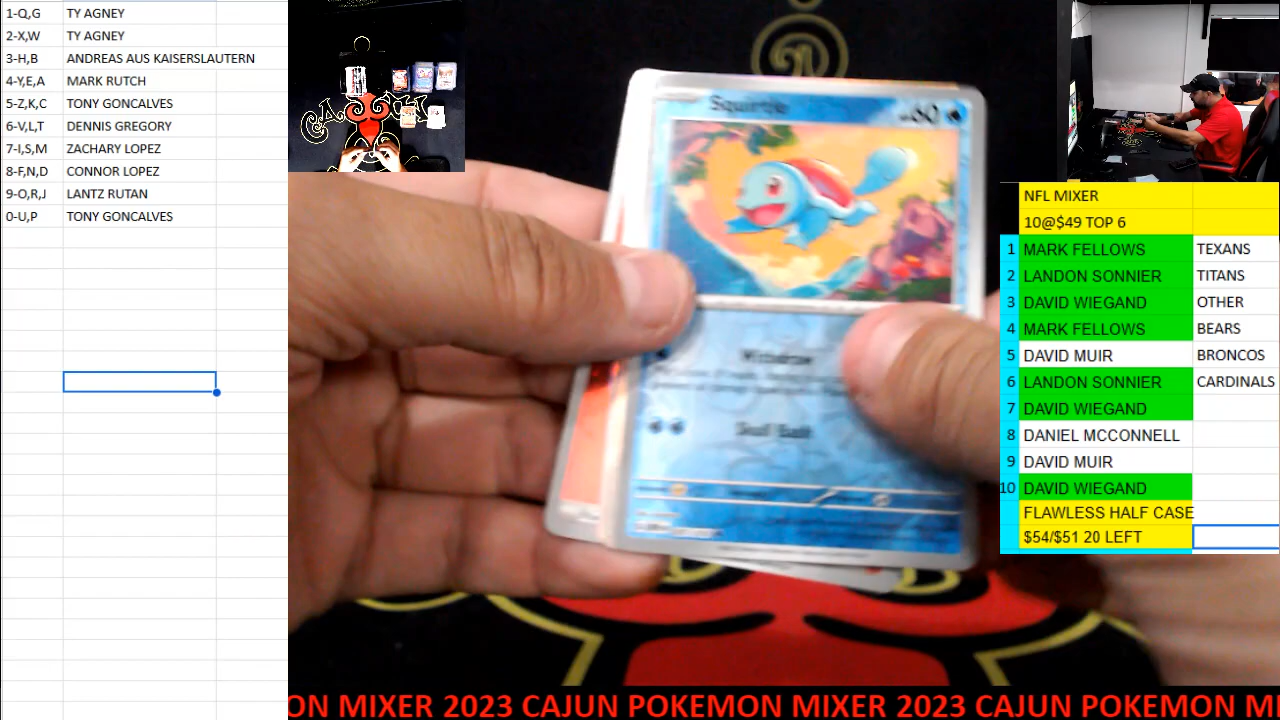 1-Q,G TY AGNEY
2-X,W TY AGNEY
3-H,B ANDREAS AUS KAISERSLAUTERN
4-Y,E,A MARK RUTCH
5-Z,K,C TONY GONCALVES
6-V,L,T DENNIS GREGORY
7-I,S,M ZACHARY LOPEZ
8-F,N,D CONNOR LOPEZ
9-O,R,J LANTZ RUTAN
0-U,P TONY GONCALVES
Squirtle 60
Withdraw
Skull Bash
NFL MIXER
10@$49 TOP 6
1 MARK FELLOWS TEXANS
2 LANDON SONNIER TITANS
3 DAVID WIEGAND OTHER
4 MARK FELLOWS BEARS
5 DAVID MUIR BRONCOS
6 LANDON SONNIER CARDINALS
7 DAVID WIEGAND
8 DANIEL MCCONNELL
9 DAVID MUIR
10 DAVID WIEGAND
FLAWLESS HALF CASE
$54/$51 20 LEFT
ON MIXER 2023 CAJUN POKEMON MIXER 2023 CAJUN POKEMON MI